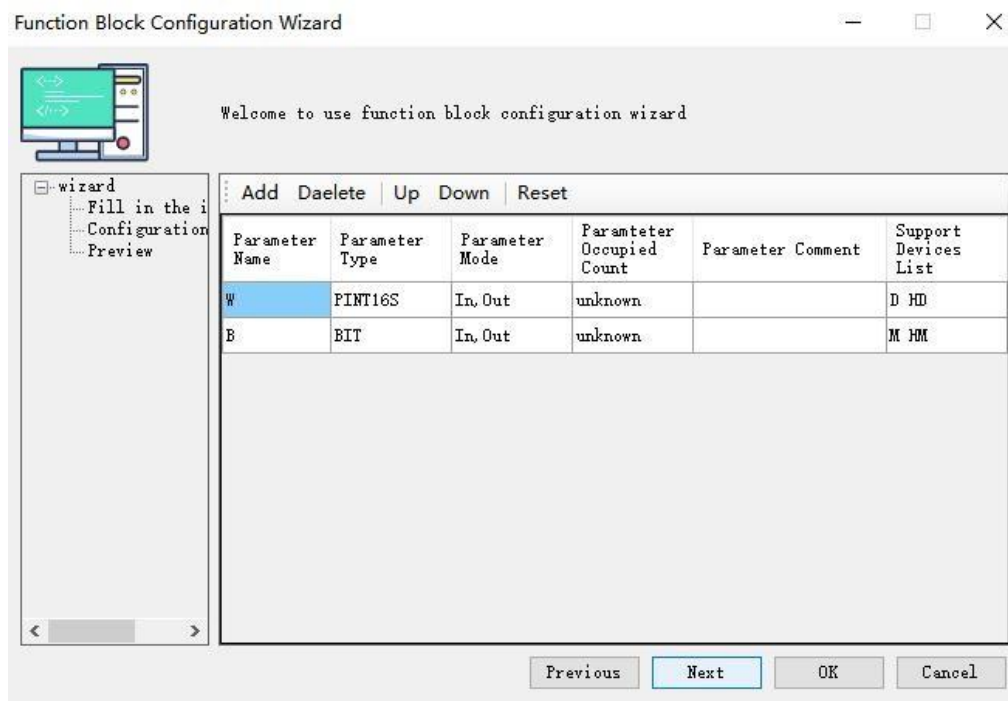 Function Block Configuration Wizard
Welcome to use function block configuration wizard
wizard
Fill in the i
Configuration
Preview
Add Daelete Up Down Reset
Parameter Name Parameter Type Parameter Mode Paramteter Occupied Count Parameter Comment Support Devices List
W PINT16S In, Out unknown D HD
B BIT In, Out unknown M HM
Previous Next OK Cancel